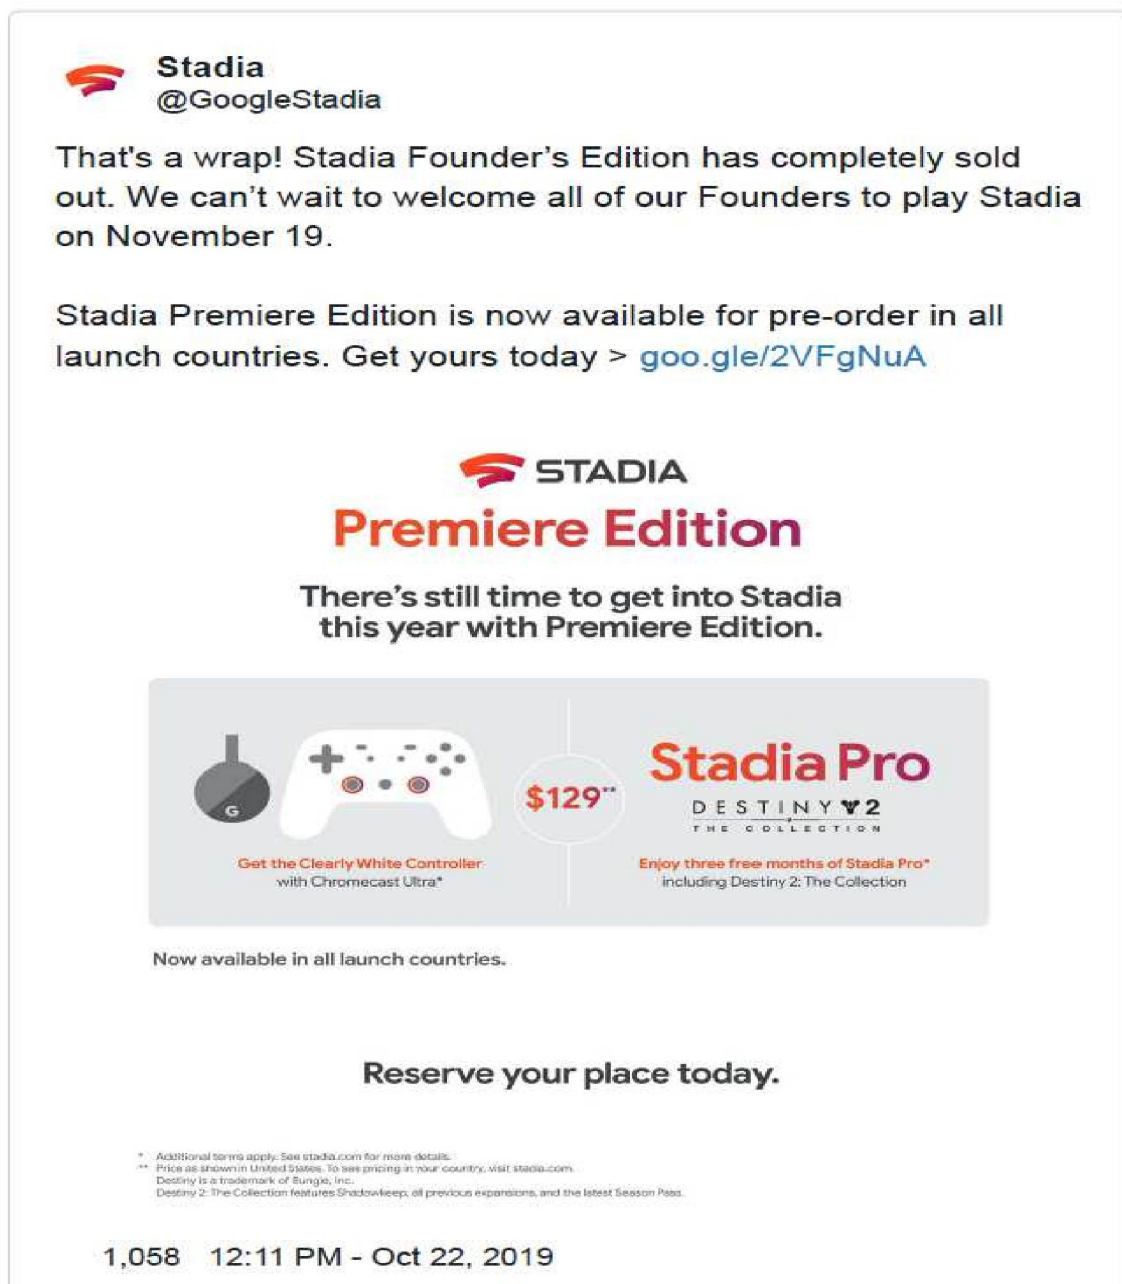 Stadia
@GoogleStadia
That's a wrap! Stadia Founder’s Edition has completely sold
out. We can’t wait to welcome all of our Founders to play Stadia
on November 19.
Stadia Premiere Edition is now available for pre-order in all
launch countries. Get yours today > goo.gle/2VFgNuA
STADIA
Premiere Edition
There’s still time to get into Stadia
this year with Premiere Edition.
G
$129**
Stadia Pro
DESTINY 2
THE COLLECTION
Get the Clearly White Controller
with Chromecast Ultra*
Enjoy three free months of Stadia Pro*
including Destiny 2: The Collection
Now available in all launch countries.
Reserve your place today.
* Additional terms apply. See stadia.com for more details.
** Price as shown in United States. To see pricing in your country, visit stadia.com.
Destiny is a trademark of Bungie, Inc.
Destiny 2: The Collection features Shadowkeep, all previous expansions, and the latest Season Pass.
1,058 12:11 PM - Oct 22, 2019